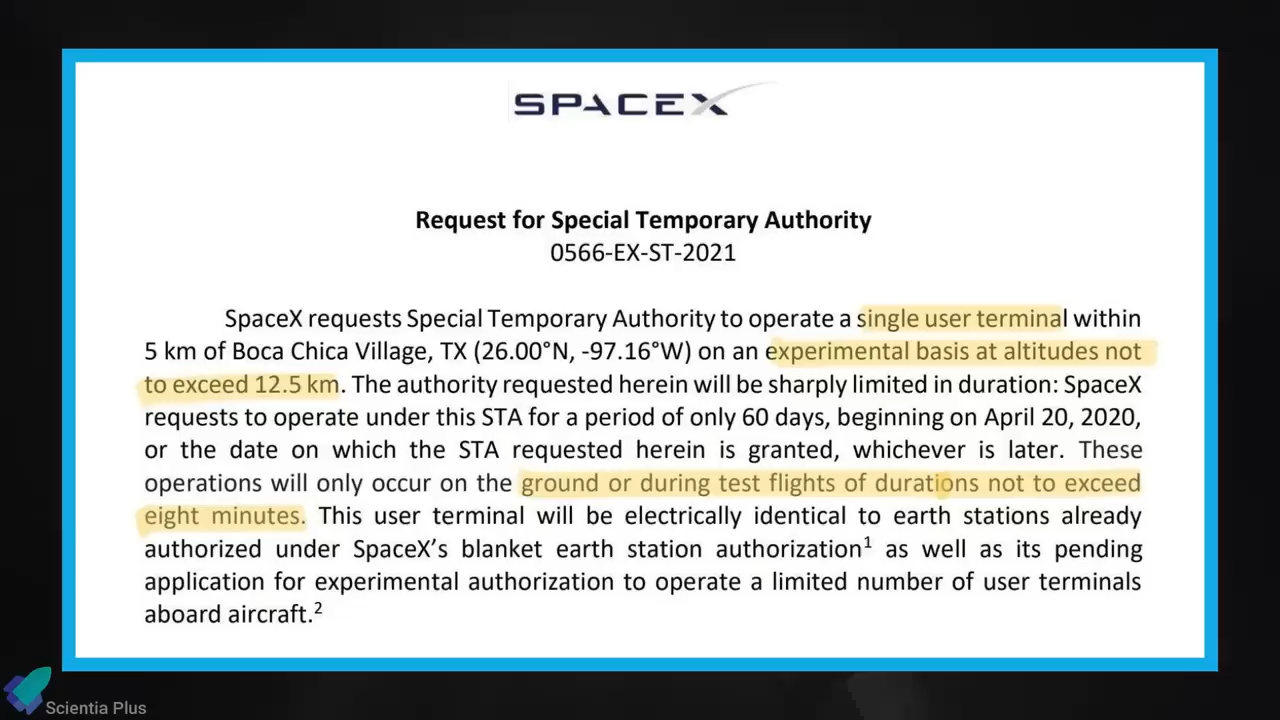 SPACEX
Request for Special Temporary Authority
0566-EX-ST-2021
SpaceX requests Special Temporary Authority to operate a single user terminal within
5 km of Boca Chica Village, TX (26.00°N, -97.16°W) on an experimental basis at altitudes not
to exceed 12.5 km. The authority requested herein will be sharply limited in duration: SpaceX
requests to operate under this STA for a period of only 60 days, beginning on April 20, 2020,
or the date on which the STA requested herein is granted, whichever is later. These
operations will only occur on the ground or during test flights of durations not to exceed
eight minutes. This user terminal will be electrically identical to earth stations already
authorized under SpaceX’s blanket earth station authorization¹ as well as its pending
application for experimental authorization to operate a limited number of user terminals
aboard aircraft.²
Scientia Plus